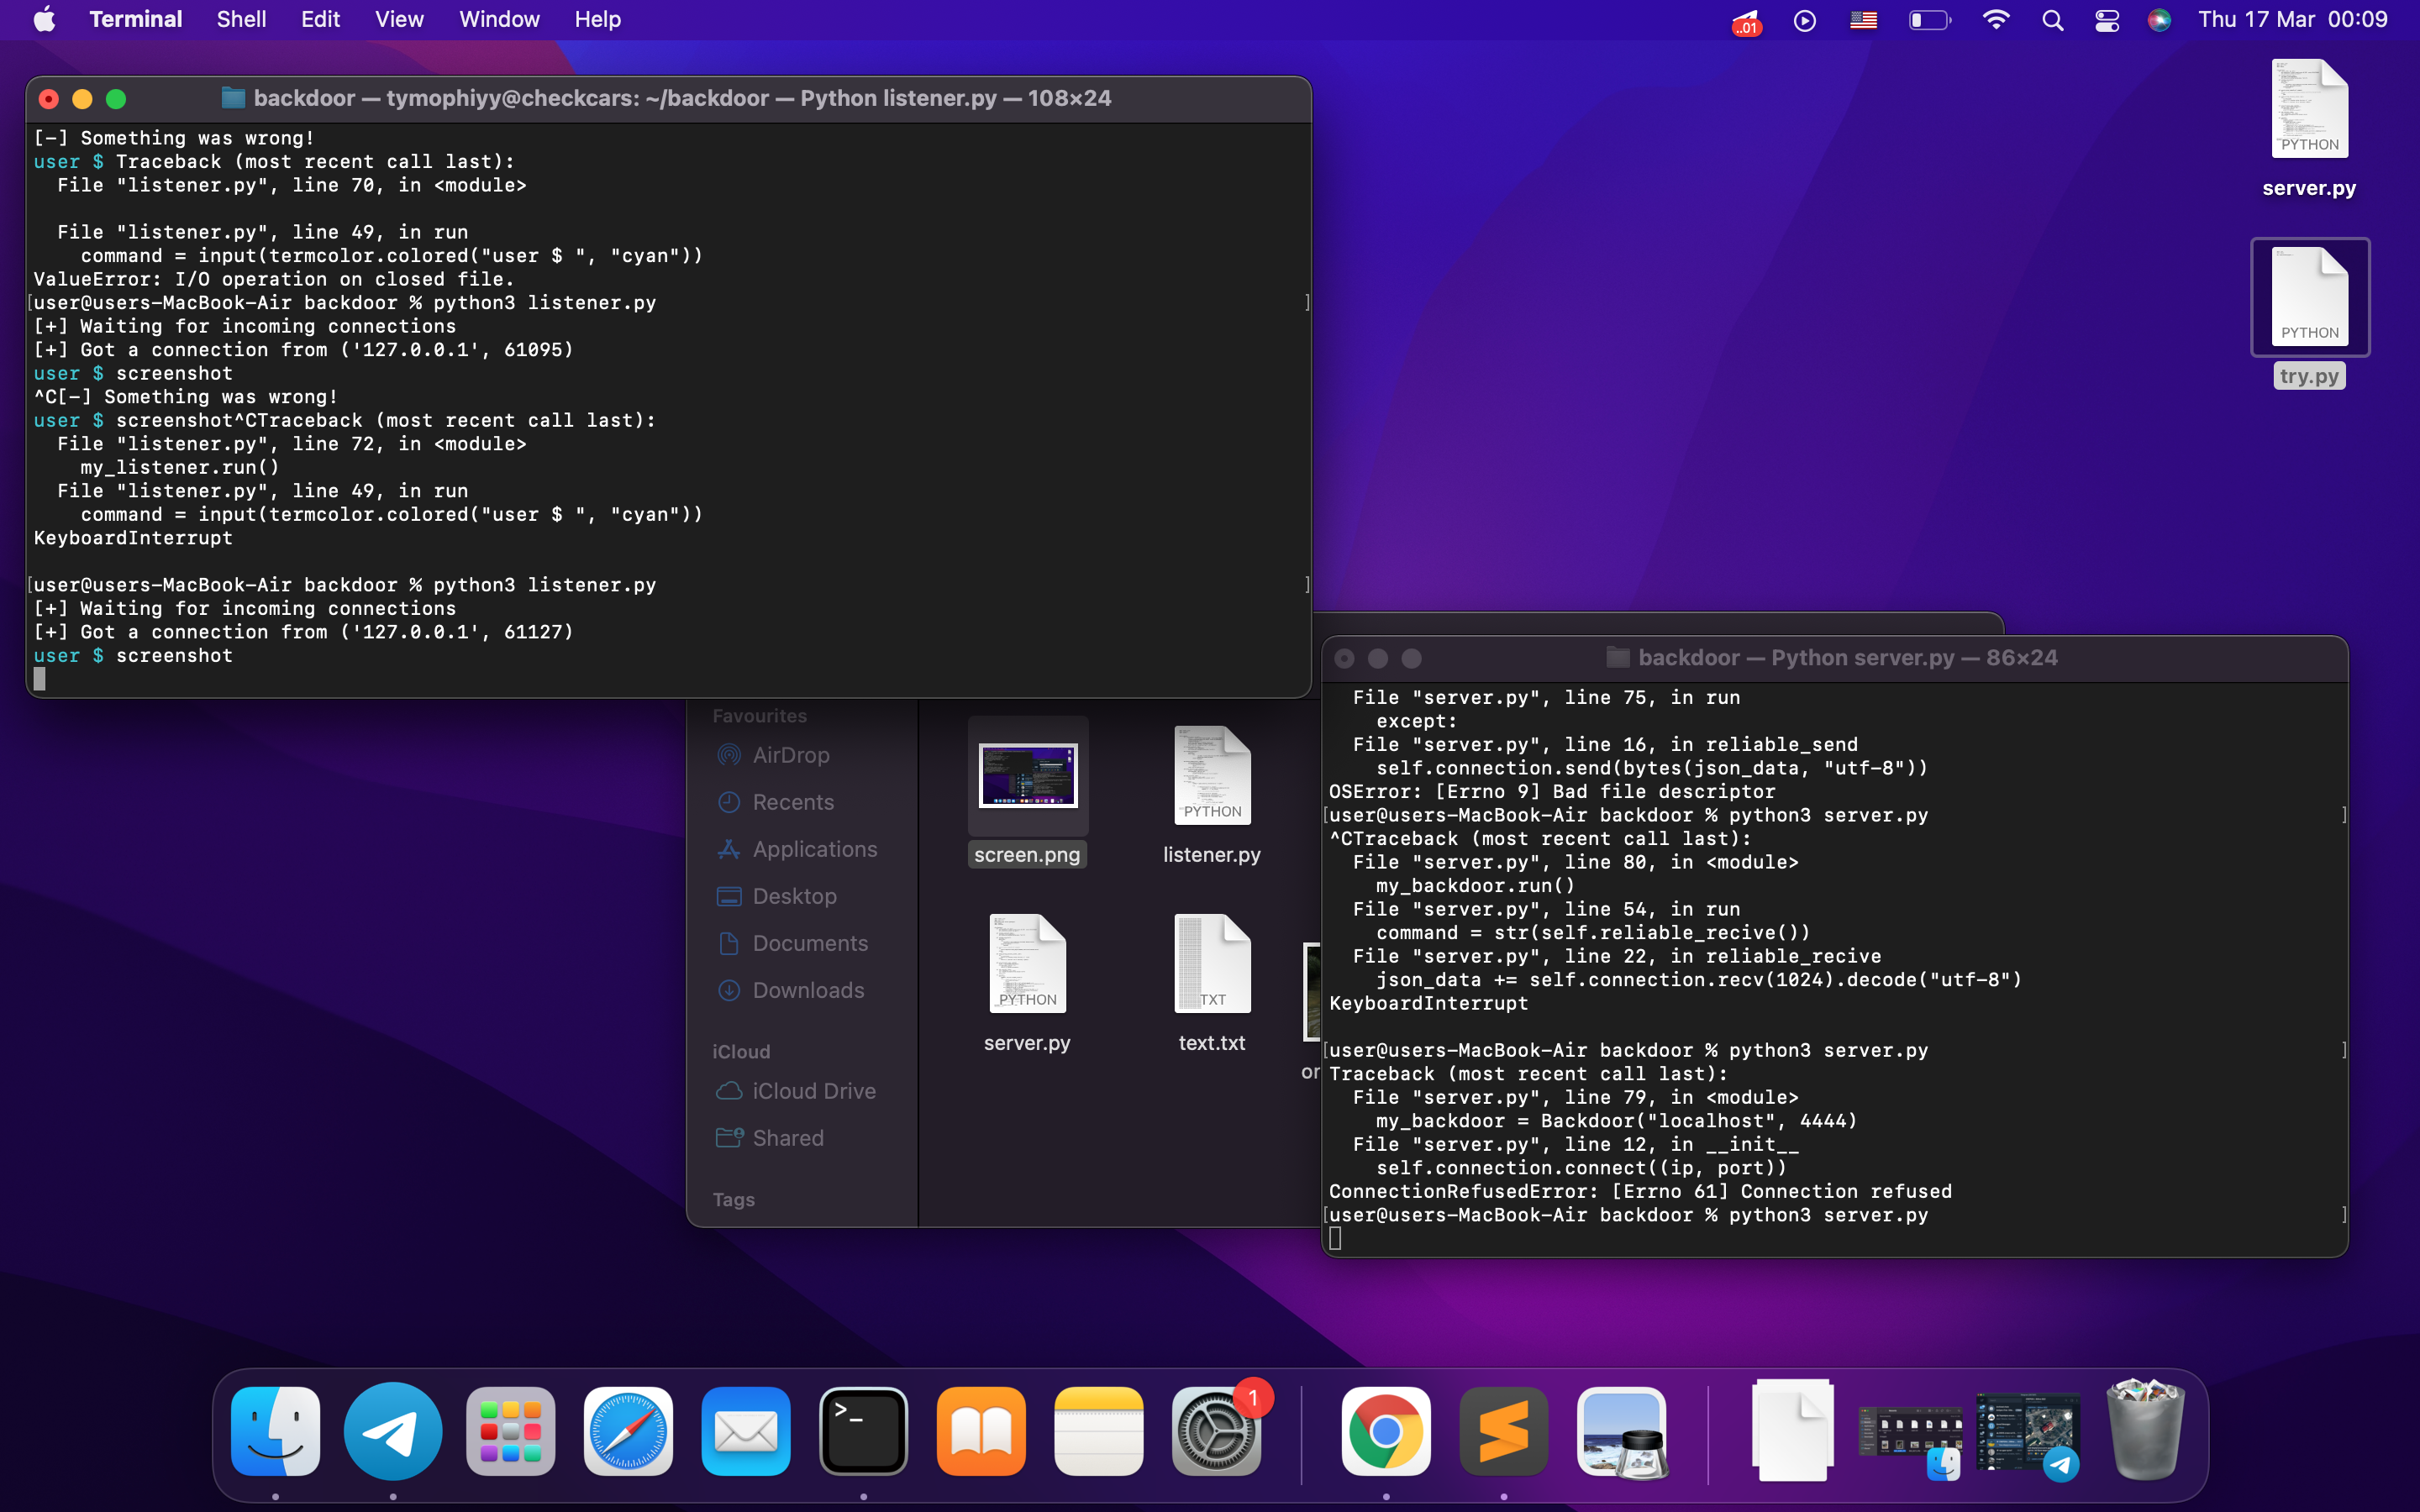 Terminal Shell Edit View Window Help
..01
Thu 17 Mar 00:09
backdoor — tymophiyy@checkcars: ~/backdoor — Python listener.py — 108×24
[-] Something was wrong!
user $ Traceback (most recent call last):
  File "listener.py", line 70, in <module>
  File "listener.py", line 49, in run
    command = input(termcolor.colored("user $ ", "cyan"))
ValueError: I/O operation on closed file.
[user@users-MacBook-Air backdoor % python3 listener.py ]
[+] Waiting for incoming connections
[+] Got a connection from ('127.0.0.1', 61095)
user $ screenshot
^C[-] Something was wrong!
user $ screenshot^CTraceback (most recent call last):
  File "listener.py", line 72, in <module>
    my_listener.run()
  File "listener.py", line 49, in run
    command = input(termcolor.colored("user $ ", "cyan"))
KeyboardInterrupt
[user@users-MacBook-Air backdoor % python3 listener.py ]
[+] Waiting for incoming connections
[+] Got a connection from ('127.0.0.1', 61127)
user $ screenshot
PYTHON
server.py
PYTHON
try.py
Favourites
AirDrop
Recents
Applications
Desktop
Documents
Downloads
iCloud
iCloud Drive
Shared
Tags
screen.png
PYTHON
listener.py
PYTHON
server.py
TXT
text.txt
or
backdoor — Python server.py — 86×24
  File "server.py", line 75, in run
    except:
  File "server.py", line 16, in reliable_send
    self.connection.send(bytes(json_data, "utf-8"))
OSError: [Errno 9] Bad file descriptor
[user@users-MacBook-Air backdoor % python3 server.py ]
^CTraceback (most recent call last):
  File "server.py", line 80, in <module>
    my_backdoor.run()
  File "server.py", line 54, in run
    command = str(self.reliable_recive())
  File "server.py", line 22, in reliable_recive
    json_data += self.connection.recv(1024).decode("utf-8")
KeyboardInterrupt
[user@users-MacBook-Air backdoor % python3 server.py ]
Traceback (most recent call last):
  File "server.py", line 79, in <module>
    my_backdoor = Backdoor("localhost", 4444)
  File "server.py", line 12, in __init__
    self.connection.connect((ip, port))
ConnectionRefusedError: [Errno 61] Connection refused
[user@users-MacBook-Air backdoor % python3 server.py ]
>_
1